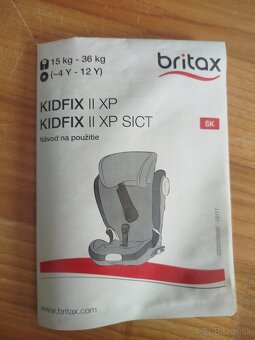 15 kg - 36 kg
(~4 Y - 12 Y)
britax
KIDFIX II XP
KIDFIX II XP SICT
Návod na použitie
SK
www.britax.com